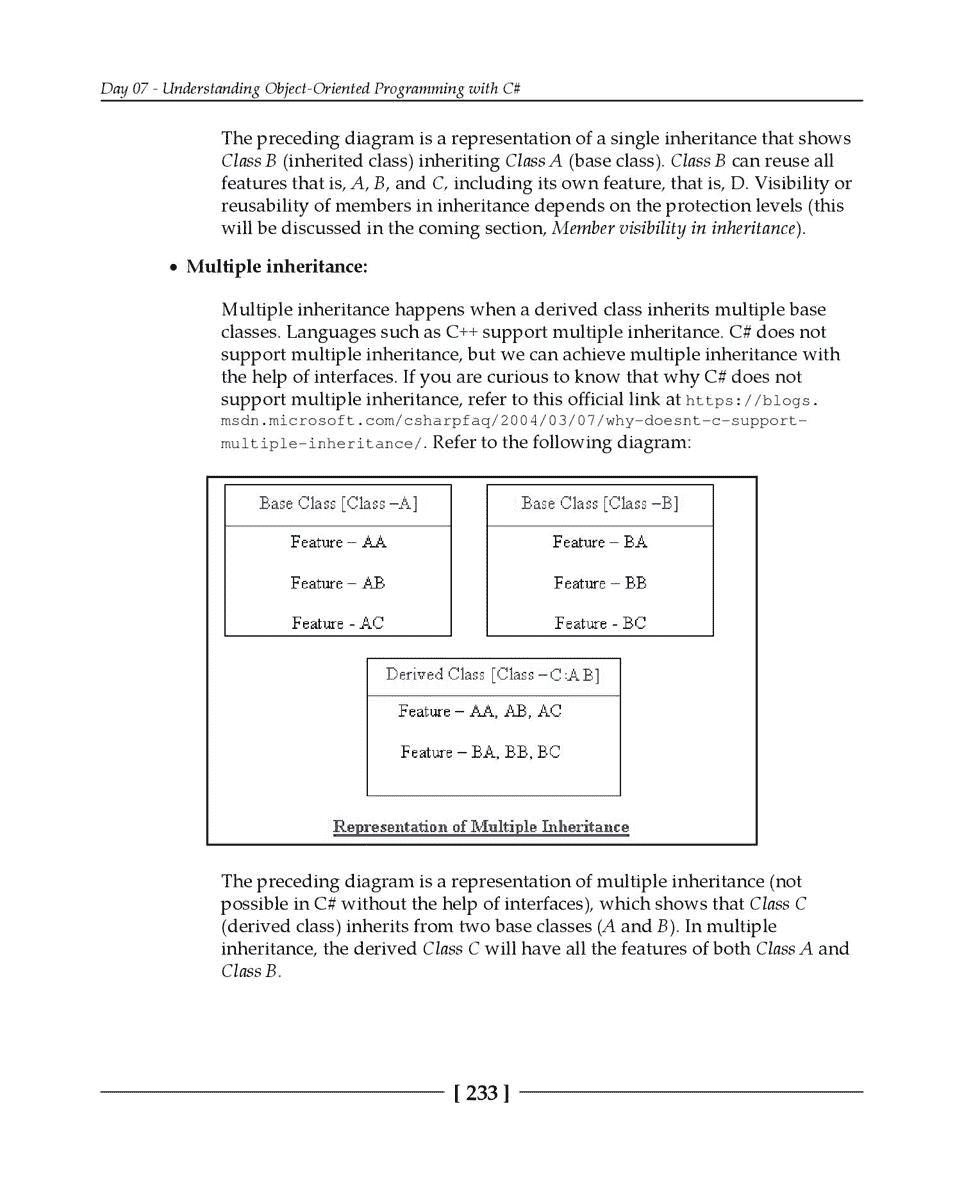 Day 07 - Understanding Object-Oriented Programming with C#
The preceding diagram is a representation of a single inheritance that shows
Class B (inherited class) inheriting Class A (base class). Class B can reuse all
features that is, A, B, and C, including its own feature, that is, D. Visibility or
reusability of members in inheritance depends on the protection levels (this
will be discussed in the coming section, Member visibility in inheritance).
• Multiple inheritance:
Multiple inheritance happens when a derived class inherits multiple base
classes. Languages such as C++ support multiple inheritance. C# does not
support multiple inheritance, but we can achieve multiple inheritance with
the help of interfaces. If you are curious to know that why C# does not
support multiple inheritance, refer to this official link at https://blogs.
msdn.microsoft.com/csharpfaq/2004/03/07/why-doesnt-c-support-
multiple-inheritance/. Refer to the following diagram:
Base Class [Class –A]
Feature – AA
Feature – AB
Feature - AC
Base Class [Class –B]
Feature – BA
Feature – BB
Feature - BC
Derived Class [Class –C:A B]
Feature – AA, AB, AC
Feature – BA, BB, BC
Representation of Multiple Inheritance
The preceding diagram is a representation of multiple inheritance (not
possible in C# without the help of interfaces), which shows that Class C
(derived class) inherits from two base classes (A and B). In multiple
inheritance, the derived Class C will have all the features of both Class A and
Class B.
[ 233 ]